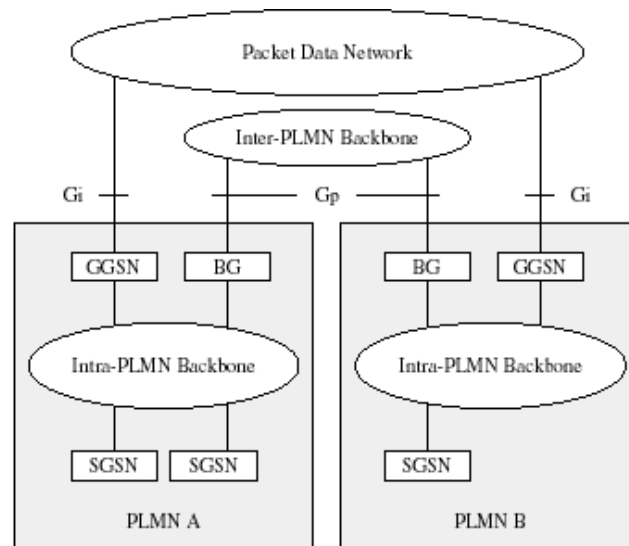 Packet Data Network
Inter-PLMN Backbone
Gi
Gp
Gi
GGSN
BG
BG
GGSN
Intra-PLMN Backbone
Intra-PLMN Backbone
SGSN
SGSN
SGSN
PLMN A
PLMN B